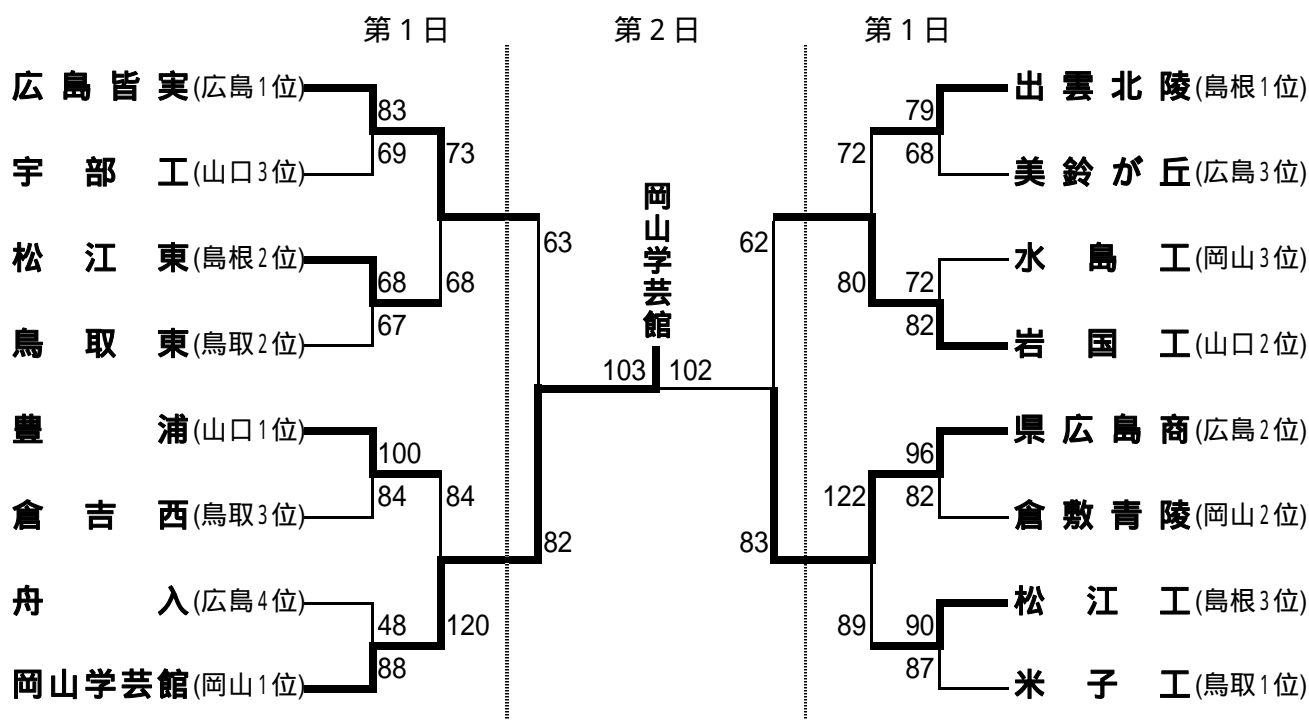 第1日 第2日 第1日
広島皆実(広島1位)
83
69
宇部工(山口3位)
73
松江東(島根2位)
68
67
鳥取東(鳥取2位)
68
63
豊浦(山口1位)
100
84
倉吉西(鳥取3位)
84
舟入(広島4位)
48
88
岡山学芸館(岡山1位)
120
82
岡山学芸館
103 102
出雲北陵(島根1位)
79
68
美鈴が丘(広島3位)
72
水島工(岡山3位)
72
82
岩国工(山口2位)
80
62
県広島商(広島2位)
96
82
倉敷青陵(岡山2位)
122
松江工(島根3位)
90
87
米子工(鳥取1位)
89
83